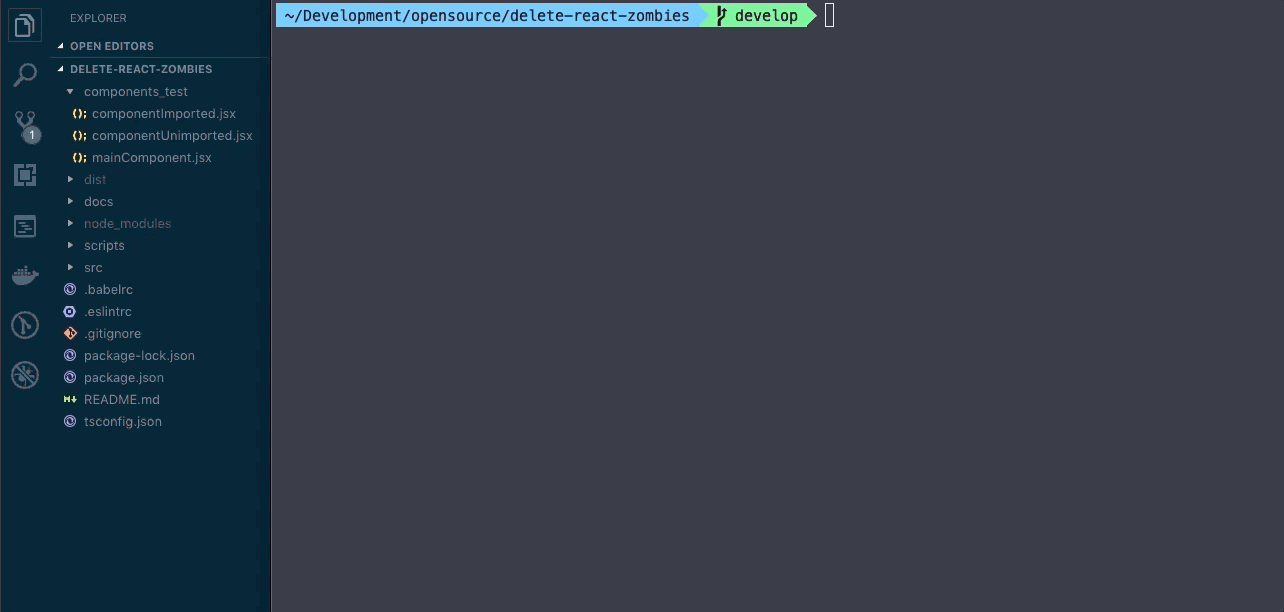 EXPLORER
OPEN EDITORS
DELETE-REACT-ZOMBIES
components_test
componentImported.jsx
componentUnimported.jsx
mainComponent.jsx
dist
docs
node_modules
scripts
src
.babelrc
.eslintrc
.gitignore
package-lock.json
package.json
README.md
tsconfig.json
1
~/Development/opensource/delete-react-zombies develop